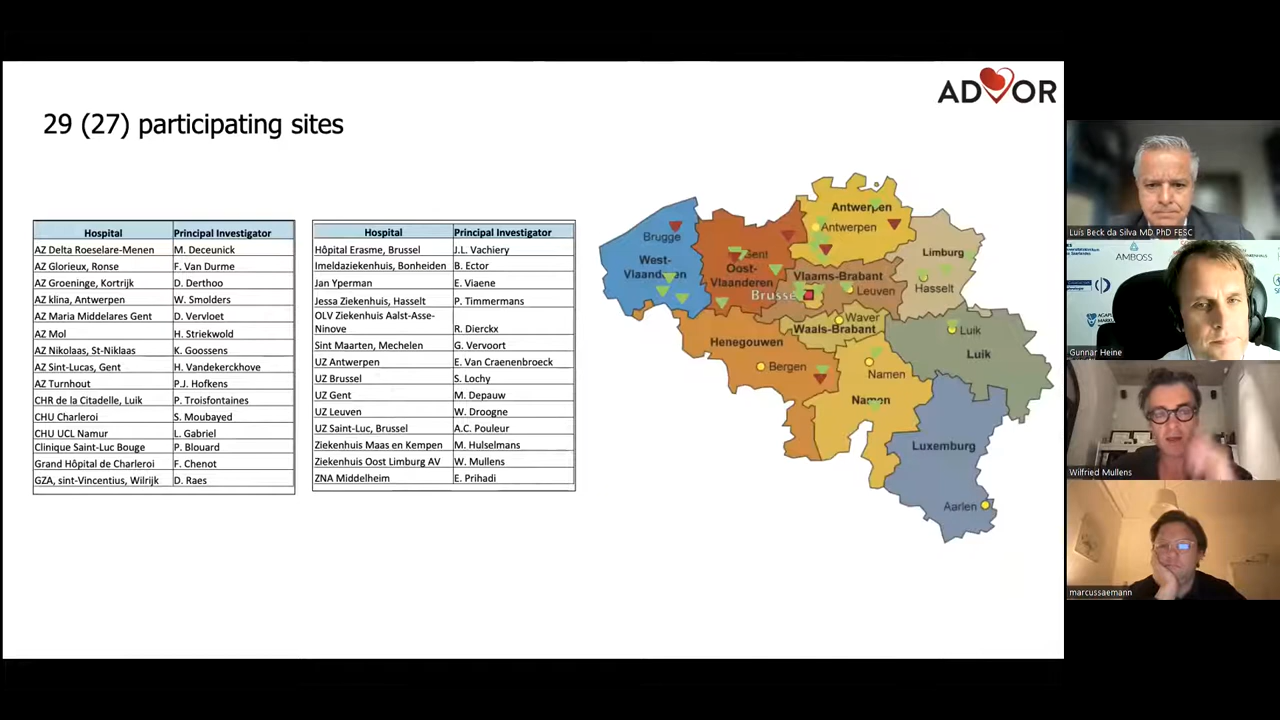 ADVOR
29 (27) participating sites
Hospital Principal Investigator
AZ Delta Roeselare-Menen M. Deceunick
AZ Glorieux, Ronse F. Van Durme
AZ Groeninge, Kortrijk D. Derthoo
AZ klina, Antwerpen W. Smolders
AZ Maria Middelares Gent D. Vervloet
AZ Mol H. Striekwold
AZ Nikolaas, St-Niklaas K. Goossens
AZ Sint-Lucas, Gent H. Vandekerckhove
AZ Turnhout P.J. Hofkens
CHR de la Citadelle, Luik P. Troisfontaines
CHU Charleroi S. Moubayed
CHU UCL Namur L. Gabriel
Clinique Saint-Luc Bouge P. Blouard
Grand Hôpital de Charleroi F. Chenot
GZA, sint-Vincentius, Wilrijk D. Raes
Hospital Principal Investigator
Hôpital Erasme, Brussel J.L. Vachiery
Imeldaziekenhuis, Bonheiden B. Ector
Jan Yperman E. Viaene
Jessa Ziekenhuis, Hasselt P. Timmermans
OLV Ziekenhuis Aalst-Asse-
Ninove R. Dierckx
Sint Maarten, Mechelen G. Vervoort
UZ Antwerpen E. Van Craenenbroeck
UZ Brussel S. Lochy
UZ Gent M. Depauw
UZ Leuven W. Droogne
UZ Saint-Luc, Brussel A.C. Pouleur
Ziekenhuis Maas en Kempen M. Hulselmans
Ziekenhuis Oost Limburg AV W. Mullens
ZNA Middelheim E. Prihadi
Antwerpen
Antwerpen
Brugge
West-
Vlaanderen
Gent
Oost-
Vlaanderen
Limburg
Hasselt
Vlaams-Brabant
Leuven
Brussel
Waver
Waals-Brabant
Luik
Luik
Henegouwen
Bergen
Namen
Namen
Luxemburg
Aarlen
Luís Beck da Silva MD PhD FESC
AMBOSS
Gunnar Heine
Wilfried Mullens
marcussaemann